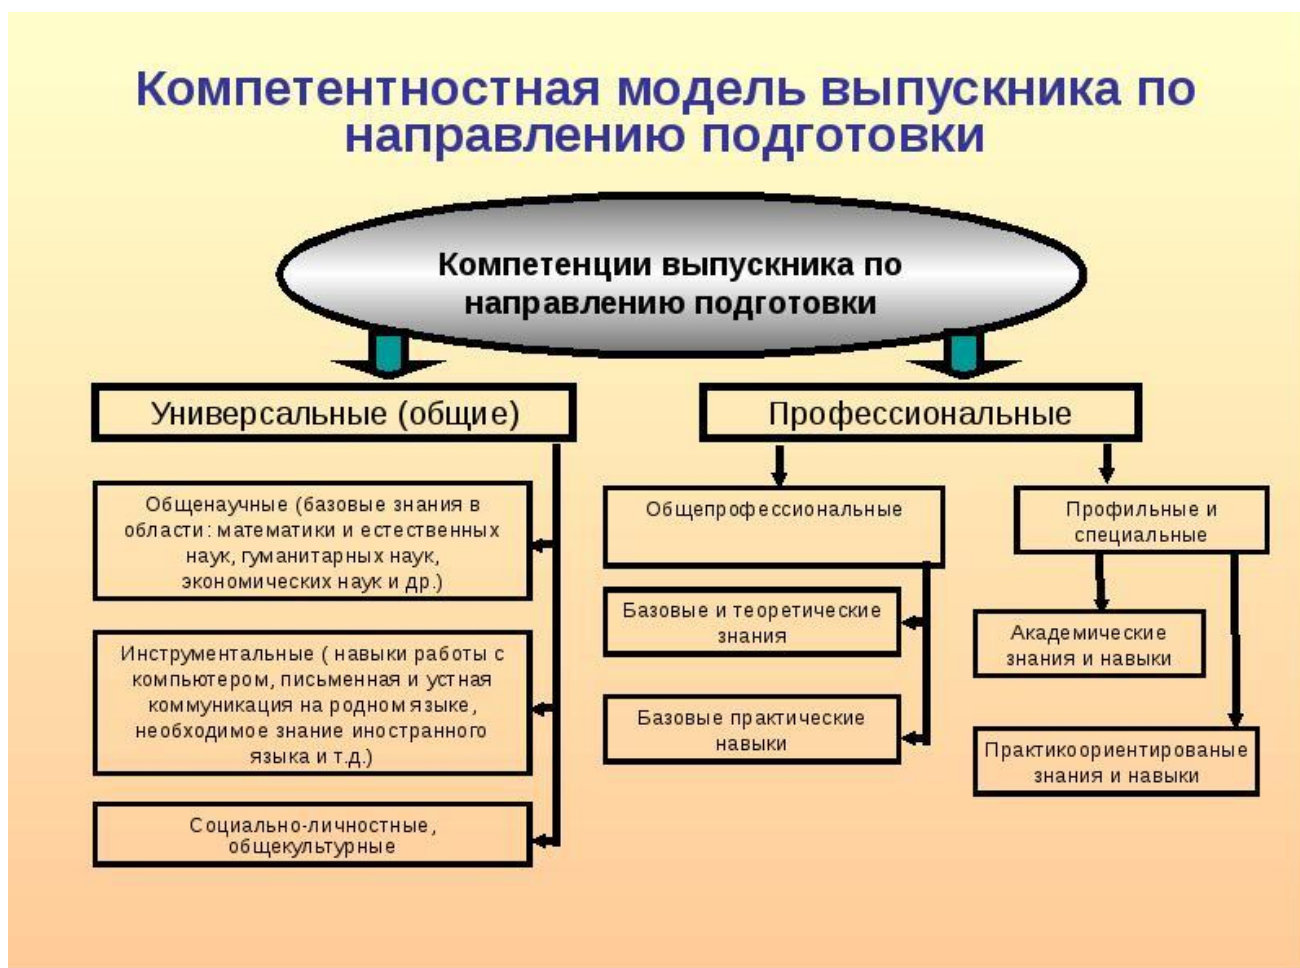 Компетентностная модель выпускника по
направлению подготовки
Компетенции выпускника по
направлению подготовки
Универсальные (общие)
Профессиональные
Общенаучные (базовые знания в
области: математики и естественных
наук, гуманитарных наук,
экономических наук и др.)
Инструментальные ( навыки работы с
компьютером, письменная и устная
коммуникация на родном языке,
необходимое знание иностранного
языка и т.д.)
Социально-личностные,
общекультурные
Общепрофессиональные
Базовые и теоретические
знания
Базовые практические
навыки
Профильные и
специальные
Академические
знания и навыки
Практикоориентированые
знания и навыки